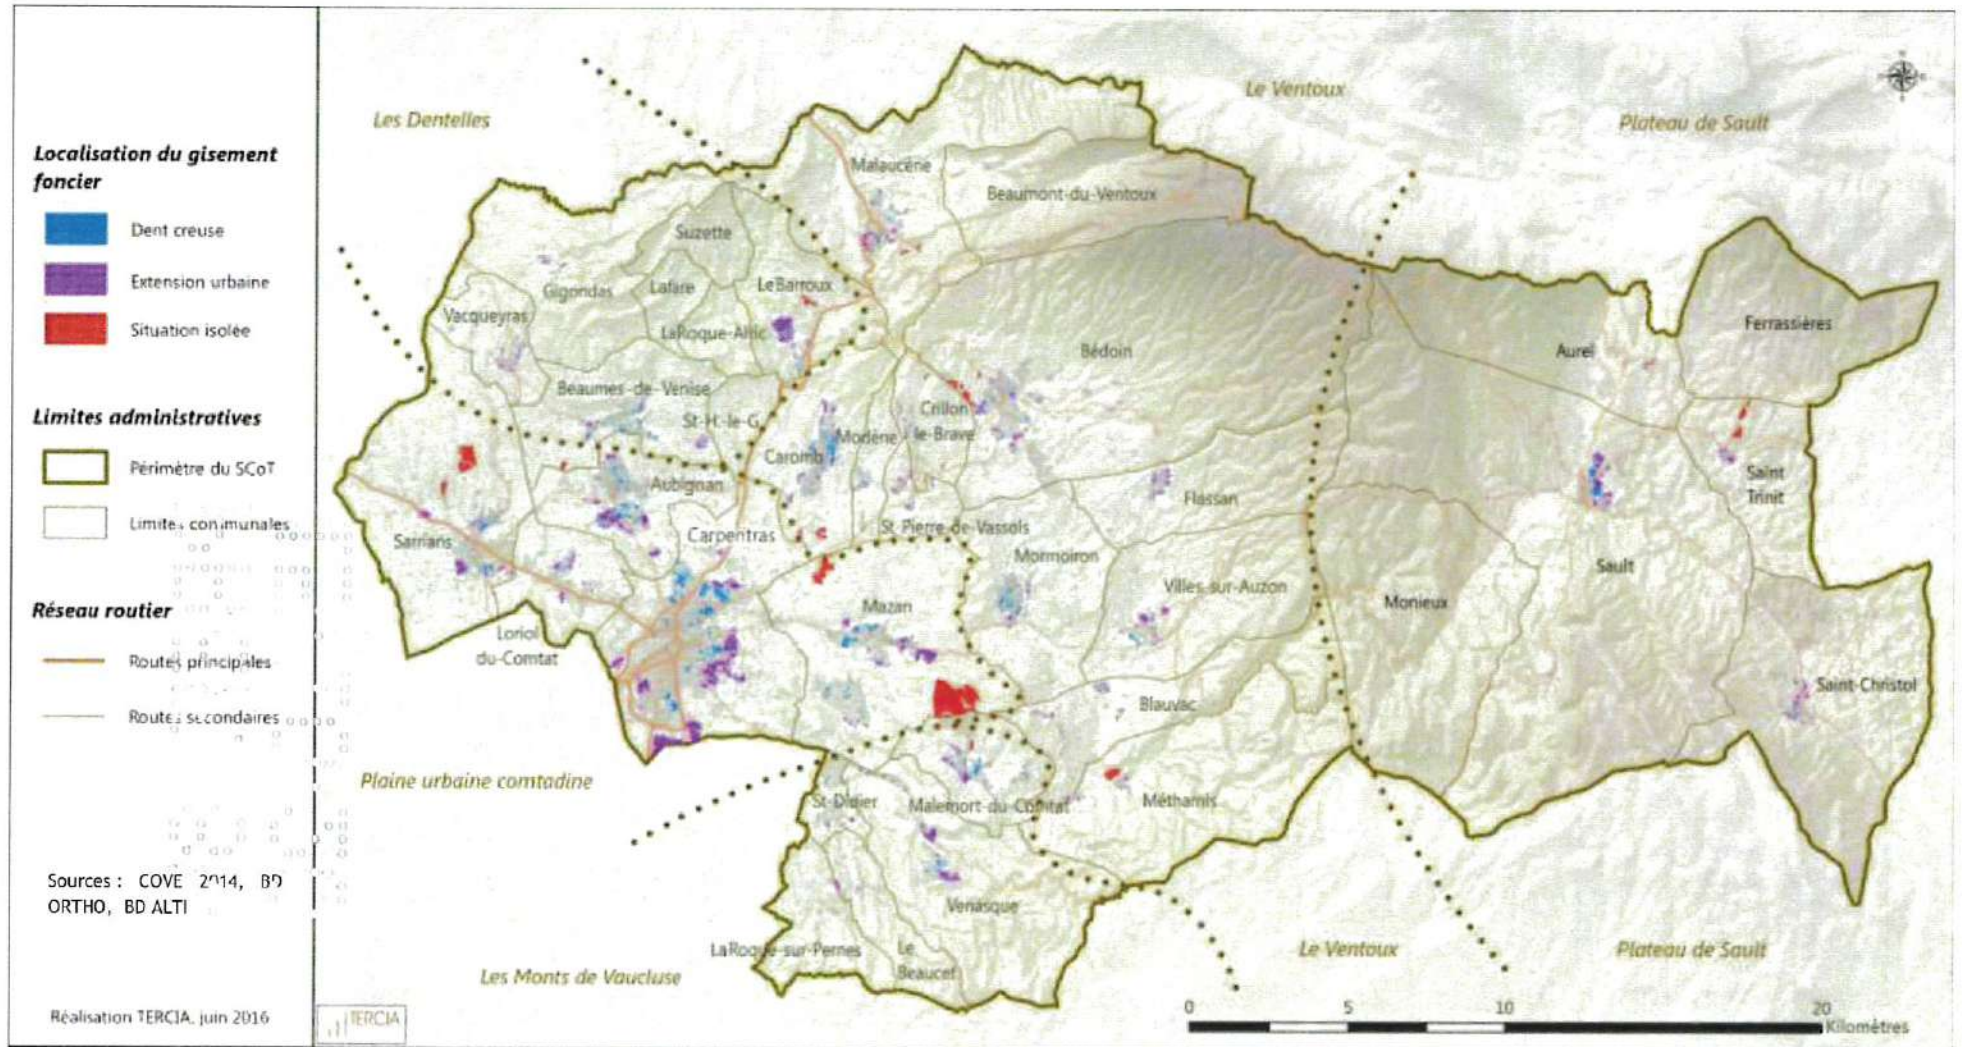 Localisation du gisement
foncier
Dent creuse
Extension urbaine
Situation isolée
Limites administratives
Périmètre du SCoT
Limites communales
Réseau routier
Routes principales
Routes secondaires
Sources : COVE 2014, BD
ORTHO, BD ALTI
Réalisation TERCIA, juin 2016
TERCIA
Les Dentelles
Le Ventoux
Plateau de Sault
Malaucène
Beaumont-du-Ventoux
Suzette
Gigondas
Lafare
Le Barroux
Vacqueyras
La Roque-Alric
Bédoin
Aurel
Ferrassières
Beaumes-de-Venise
St-H.-le-G.
Crillon
le-Brave
Modène
Caromb
Aubignan
Flassan
Saint
Trinit
Sarrians
Carpentras
St Pierre-de-Vassols
Mormoiron
Sault
Villes-sur-Auzon
Monieux
Mazan
Loriol
du-Comtat
Blauvac
Saint-Christol
Plaine urbaine comtadine
St-Didier
Malemort-du-Comtat
Méthamis
Venasque
La Roque-sur-Pernes
Le
Beaucet
Les Monts de Vaucluse
Le Ventoux
Plateau de Sault
0 5 10 20
Kilomètres